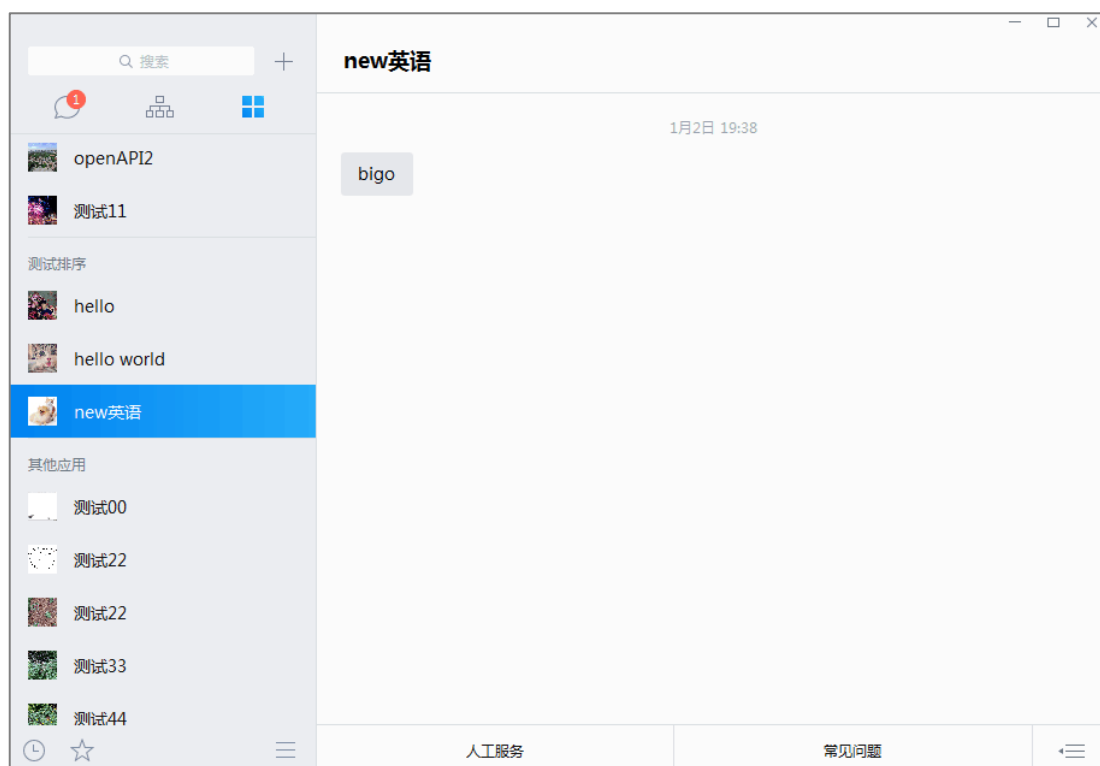 搜索
1
openAPI2
测试11
测试排序
hello
hello world
new英语
其他应用
测试00
测试22
测试22
测试33
测试44
new英语
1月2日 19:38
bigo
人工服务
常见问题